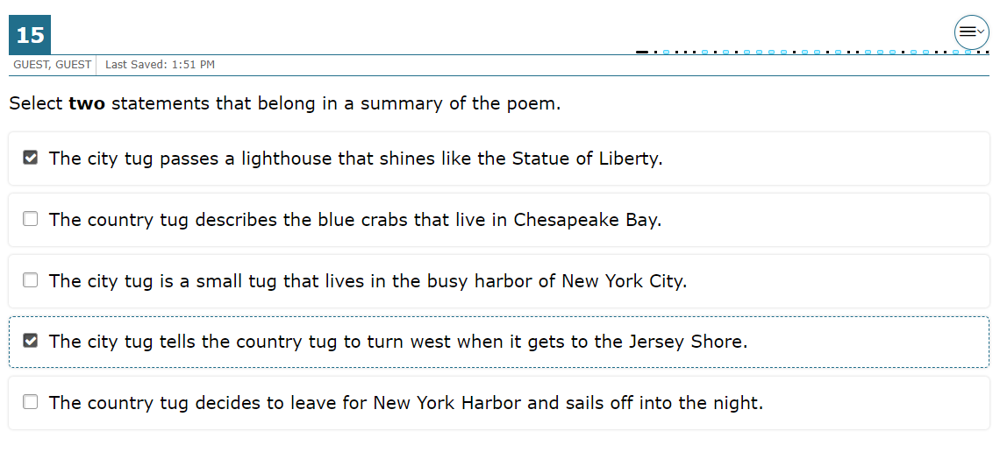 15
GUEST, GUEST Last Saved: 1:51 PM
Select two statements that belong in a summary of the poem.
The city tug passes a lighthouse that shines like the Statue of Liberty.
The country tug describes the blue crabs that live in Chesapeake Bay.
The city tug is a small tug that lives in the busy harbor of New York City.
The city tug tells the country tug to turn west when it gets to the Jersey Shore.
The country tug decides to leave for New York Harbor and sails off into the night.